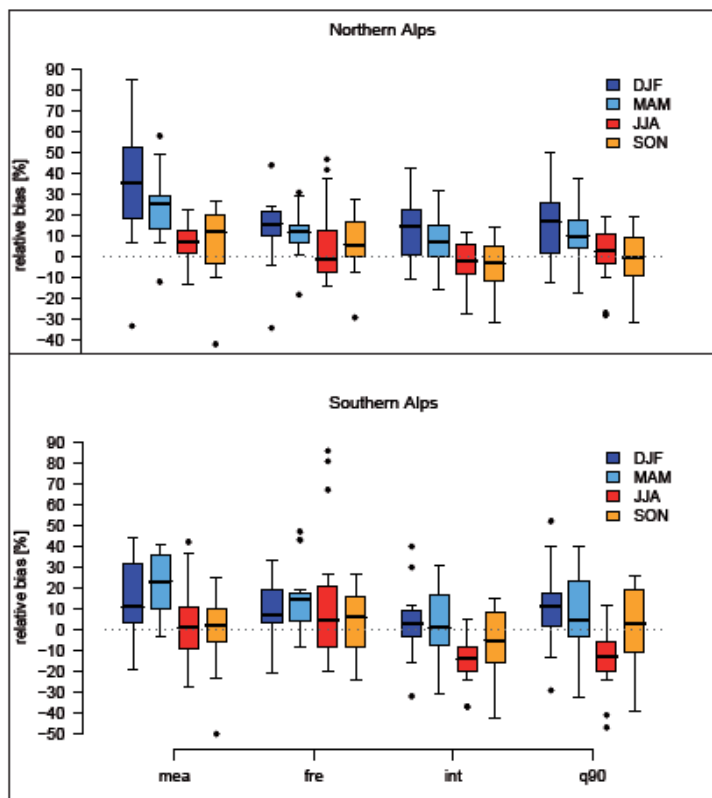 Northern Alps
relative bias [%]
90
80
70
60
50
40
30
20
10
0
−10
−20
−30
−40
DJF
MAM
JJA
SON
Southern Alps
relative bias [%]
90
80
70
60
50
40
30
20
10
0
−10
−20
−30
−40
−50
DJF
MAM
JJA
SON
mea fre int q90